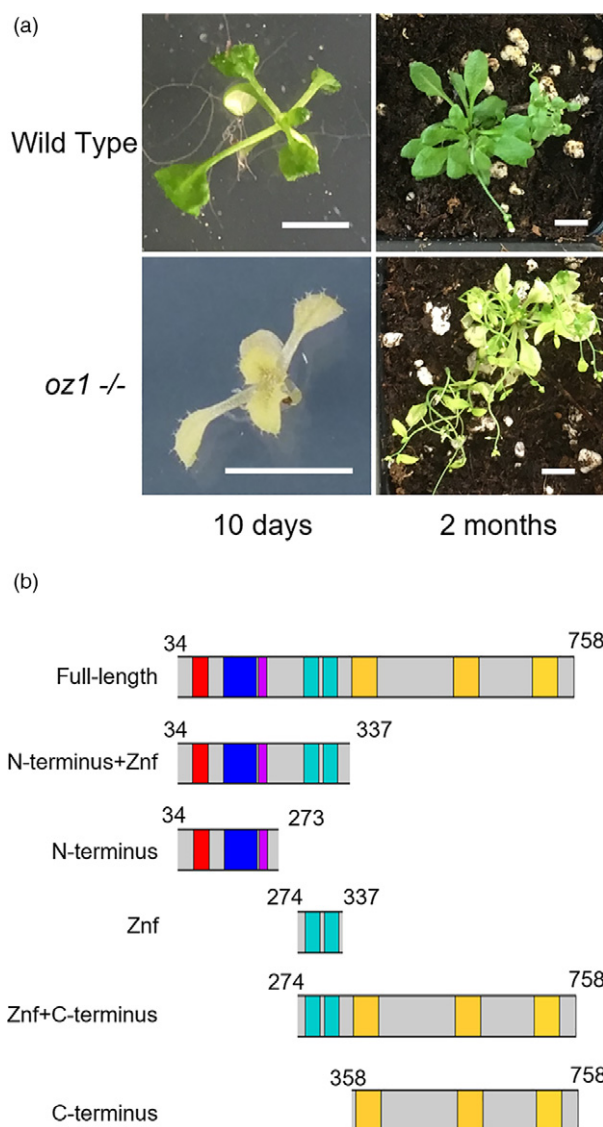 (a)
Wild Type
oz1 -/-
10 days 2 months
(b)
34 758
Full-length
34 337
N-terminus+Znf
34 273
N-terminus
274 337
Znf
274 758
Znf+C-terminus
358 758
C-terminus